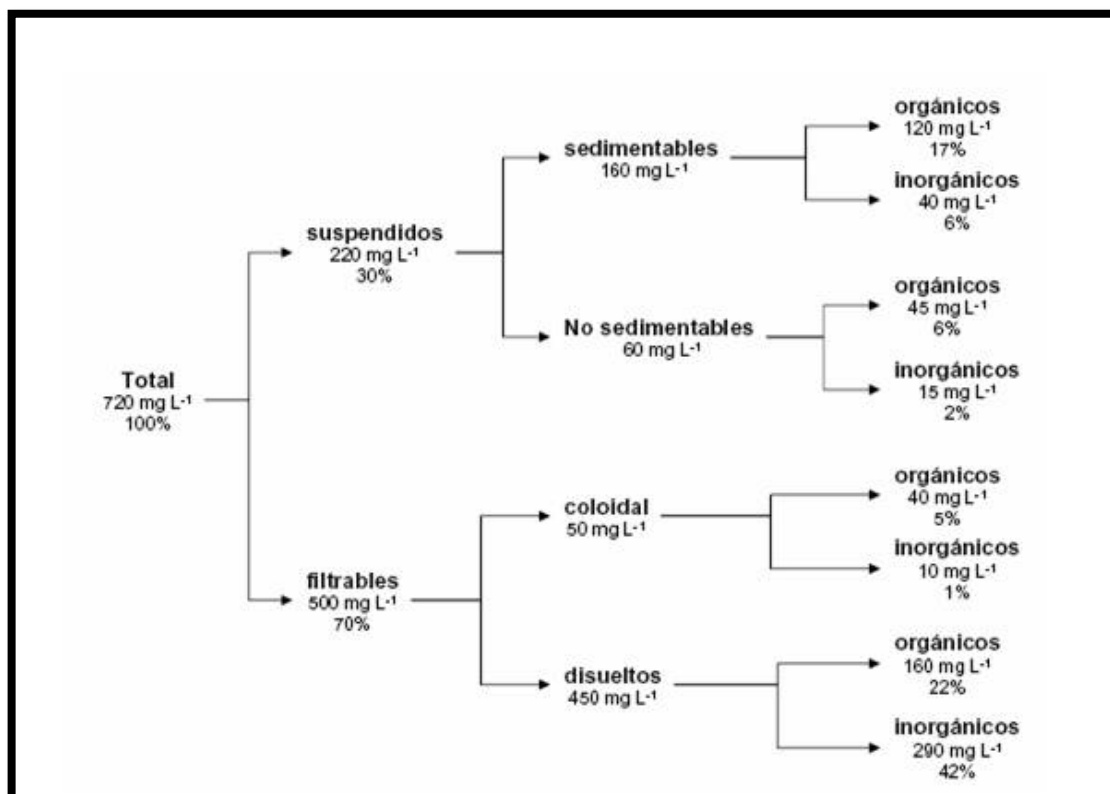 Total
720 mg L-1
100%
suspendidos
220 mg L-1
30%
sedimentables
160 mg L-1
orgánicos
120 mg L-1
17%
inorgánicos
40 mg L-1
6%
No sedimentables
60 mg L-1
orgánicos
45 mg L-1
6%
inorgánicos
15 mg L-1
2%
filtrables
500 mg L-1
70%
coloidal
50 mg L-1
orgánicos
40 mg L-1
5%
inorgánicos
10 mg L-1
1%
disueltos
450 mg L-1
orgánicos
160 mg L-1
22%
inorgánicos
290 mg L-1
42%